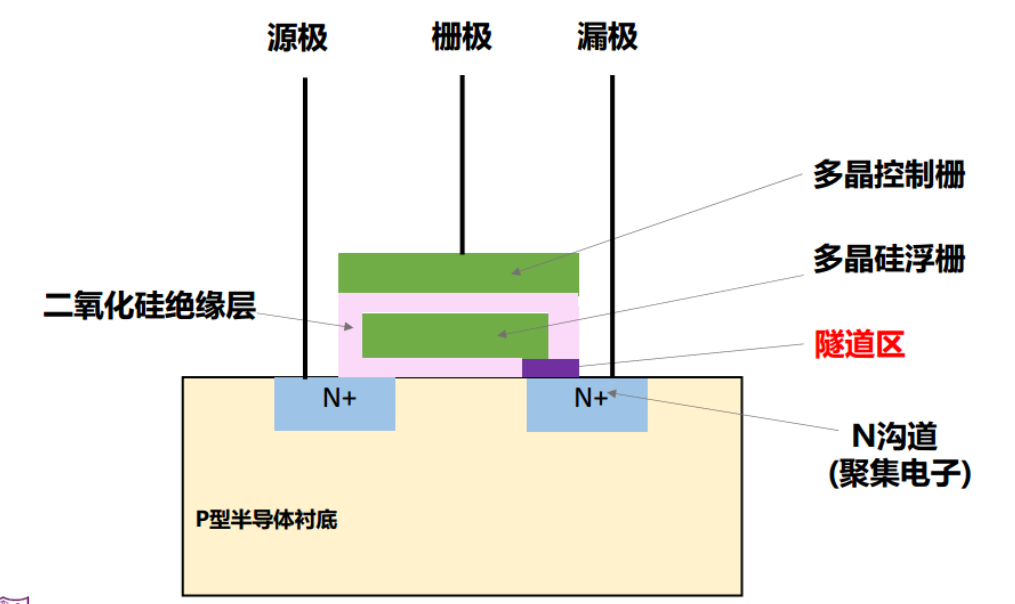 源极
栅极
漏极
多晶控制栅
多晶硅浮栅
二氧化硅绝缘层
隧道区
N+
N+
N沟道
(聚集电子)
P型半导体衬底